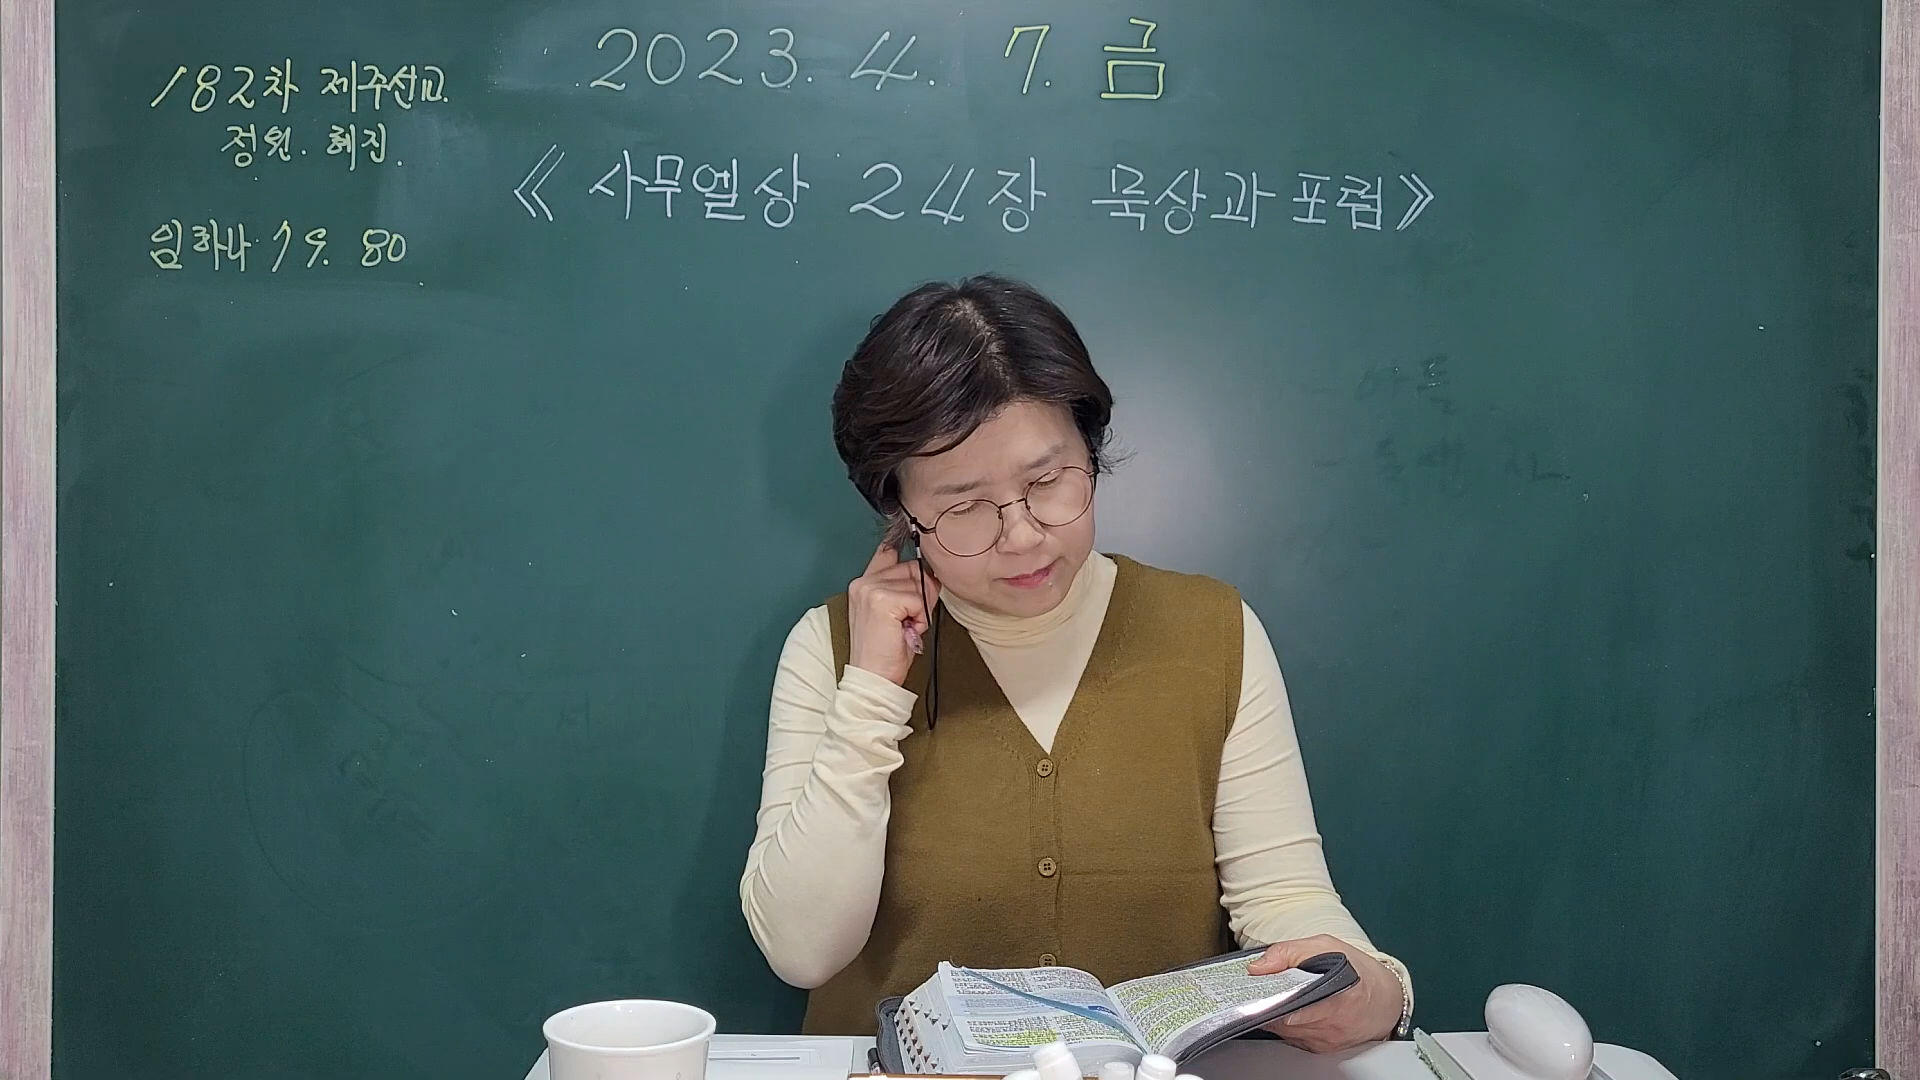 2023. 4. 7. 금
182차 제주선교
정원. 혜진.
임하나 19. 80
《 사무엘상 24장 묵상과포럼》